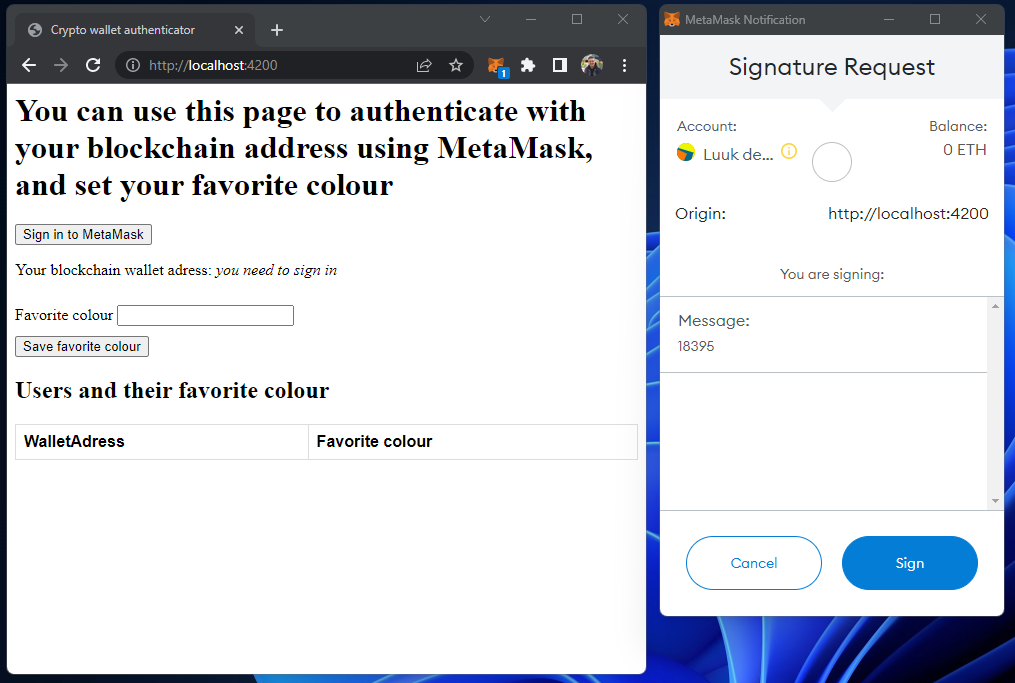 Crypto wallet authenticator
http://localhost:4200
1
You can use this page to authenticate with
your blockchain address using MetaMask,
and set your favorite colour
Sign in to MetaMask
Your blockchain wallet adress: you need to sign in
Favorite colour
Save favorite colour
Users and their favorite colour
WalletAdress Favorite colour
MetaMask Notification
Signature Request
Account: Balance:
Luuk de... 0 ETH
Origin: http://localhost:4200
You are signing:
Message:
18395
Cancel Sign